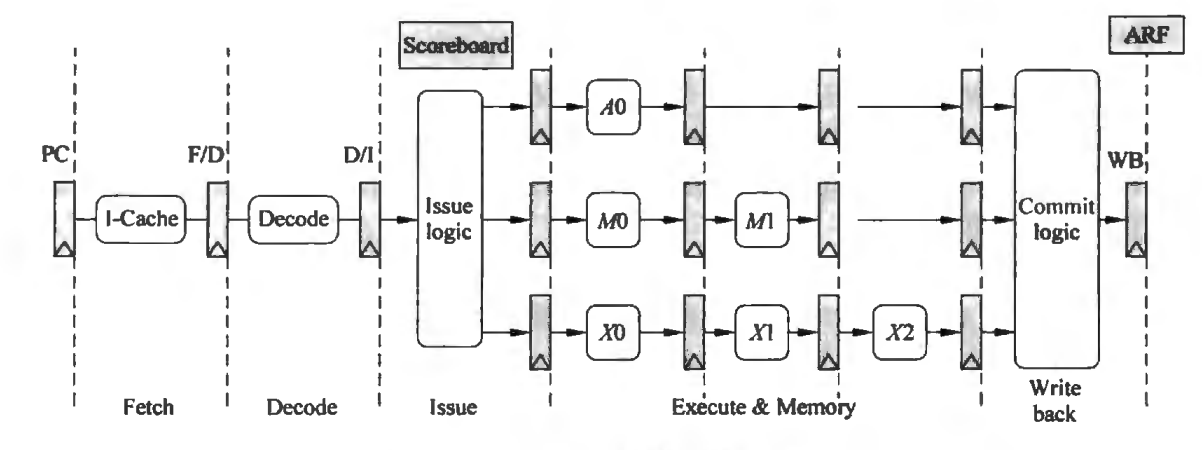 Scoreboard
ARF
PC
F/D
D/I
WB
I-Cache
Decode
Issue
logic
A0
M0
M1
X0
X1
X2
Commit
logic
Fetch
Decode
Issue
Execute & Memory
Write
back